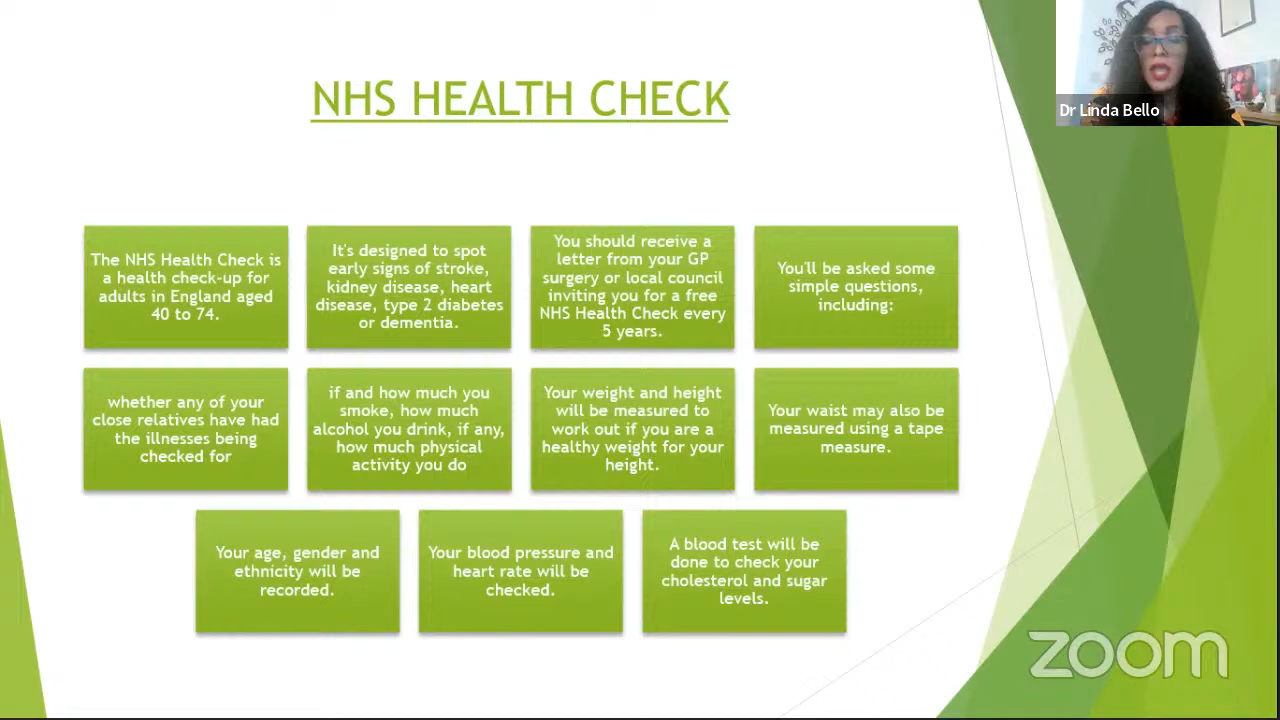 NHS HEALTH CHECK
Dr Linda Bello
The NHS Health Check is
a health check-up for
adults in England aged
40 to 74.
It's designed to spot
early signs of stroke,
kidney disease, heart
disease, type 2 diabetes
or dementia.
You should receive a
letter from your GP
surgery or local council
inviting you for a free
NHS Health Check every
5 years.
You'll be asked some
simple questions,
including:
whether any of your
close relatives have had
the illnesses being
checked for
if and how much you
smoke, how much
alcohol you drink, if any,
how much physical
activity you do
Your weight and height
will be measured to
work out if you are a
healthy weight for your
height.
Your waist may also be
measured using a tape
measure.
Your age, gender and
ethnicity will be
recorded.
Your blood pressure and
heart rate will be
checked.
A blood test will be
done to check your
cholesterol and sugar
levels.
zoom